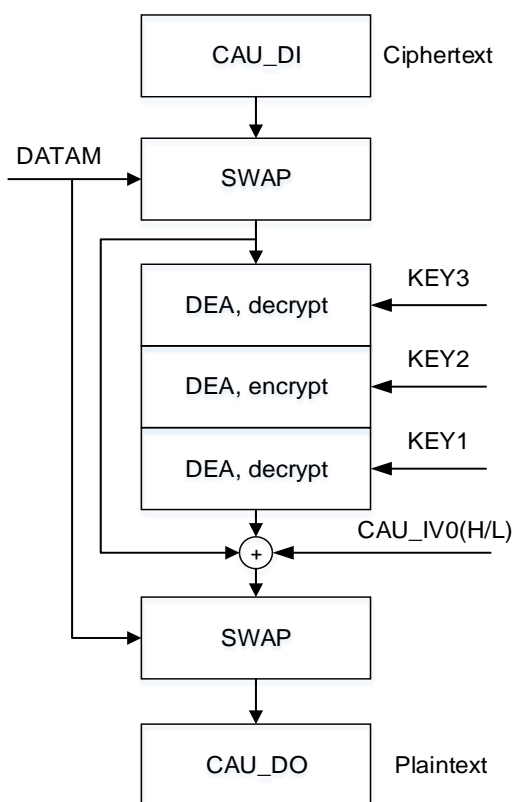 CAU_DI
Ciphertext
DATAM
SWAP
KEY3
DEA, decrypt
KEY2
DEA, encrypt
KEY1
DEA, decrypt
CAU_IV0(H/L)
+
SWAP
CAU_DO
Plaintext